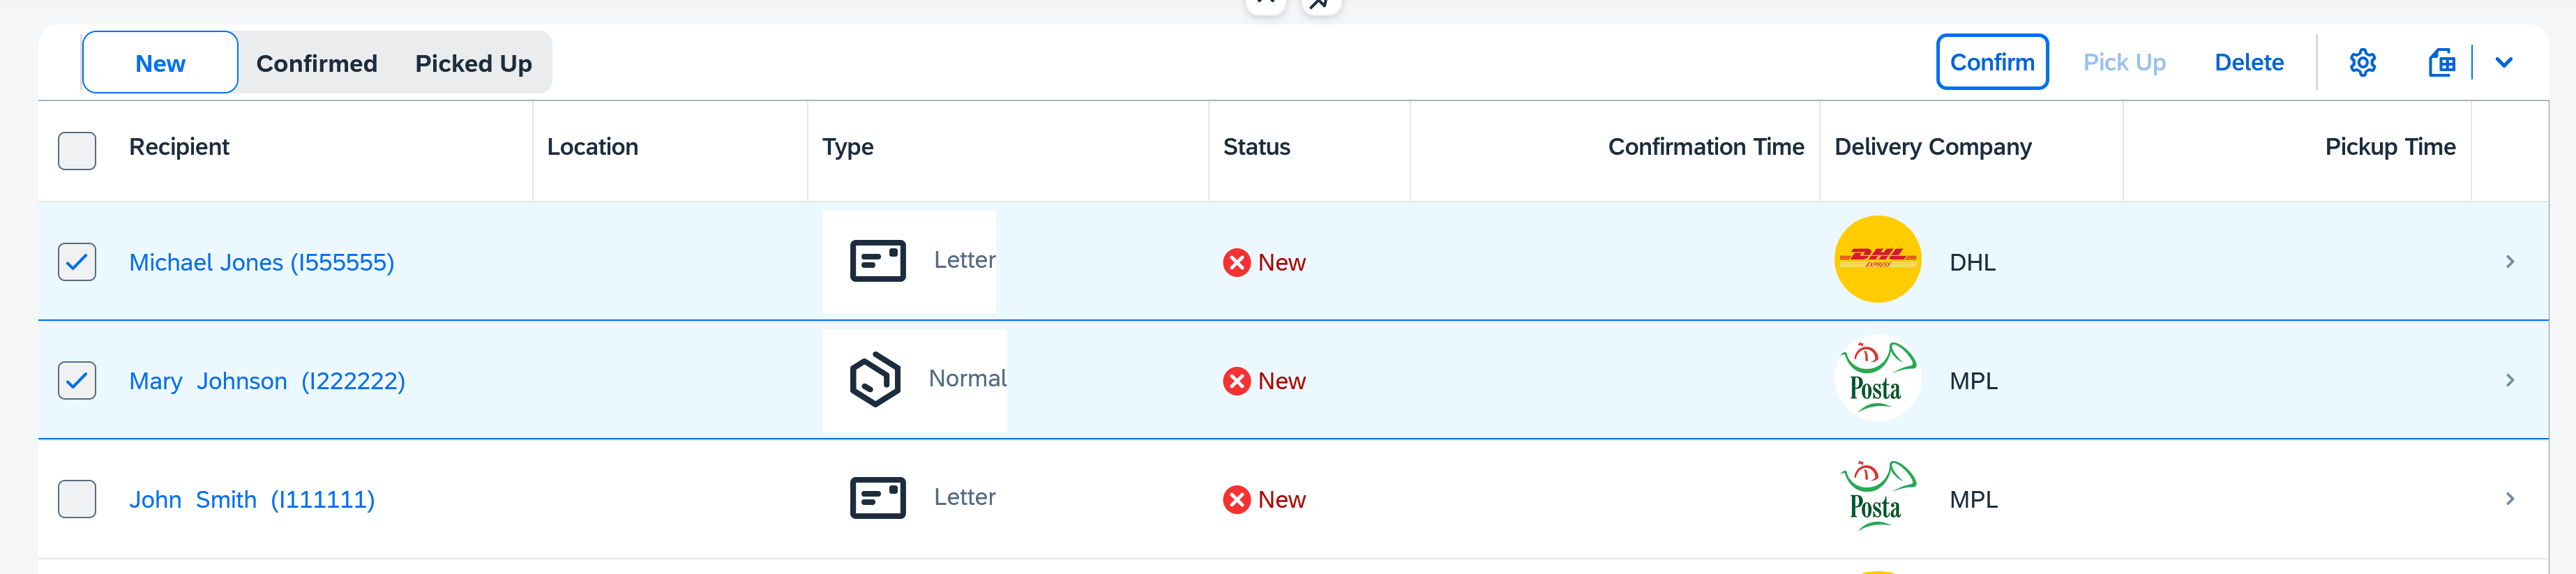 New Confirmed Picked Up Confirm Pick Up Delete
Recipient Location Type Status Confirmation Time Delivery Company Pickup Time
Michael Jones (I555555) Letter New DHL EXPRESS DHL
Mary Johnson (I222222) Normal New Posta MPL
John Smith (I111111) Letter New Posta MPL